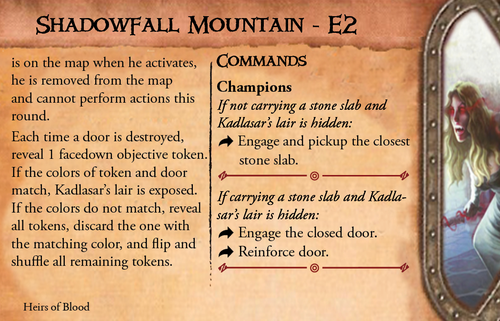 Shadowfall Mountain - E2
is on the map when he activates,
he is removed from the map
and cannot perform actions this
round.
Each time a door is destroyed,
reveal 1 facedown objective token.
If the colors of token and door
match, Kadlasar's lair is exposed.
If the colors do not match, reveal
all tokens, discard the one with
the matching color, and flip and
shuffle all remaining tokens.
Heirs of Blood
Commands
Champions
If not carrying a stone slab and
Kadlasar's lair is hidden:
Engage and pickup the closest
stone slab.
If carrying a stone slab and Kadla-
sar's lair is hidden:
Engage the closed door.
Reinforce door.